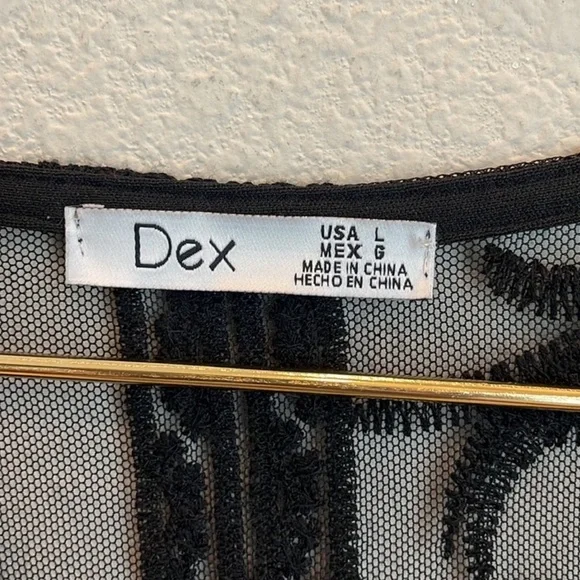 Dex
USA L
MEX G
MADE IN CHINA
HECHO EN CHINA